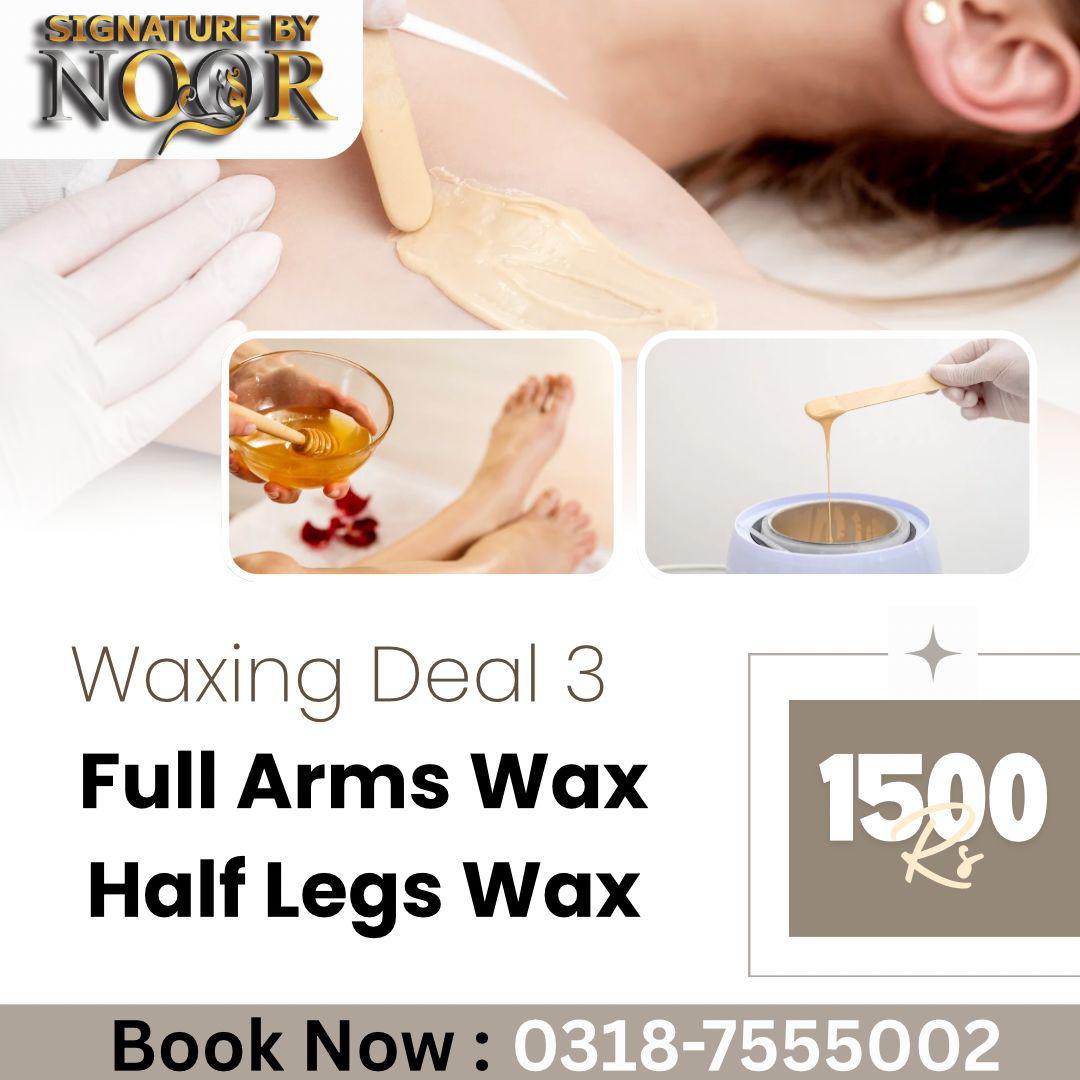 SIGNATURE BY
NOOR
Waxing Deal 3
Full Arms Wax
Half Legs Wax
1500
Rs
Book Now : 0318-7555002